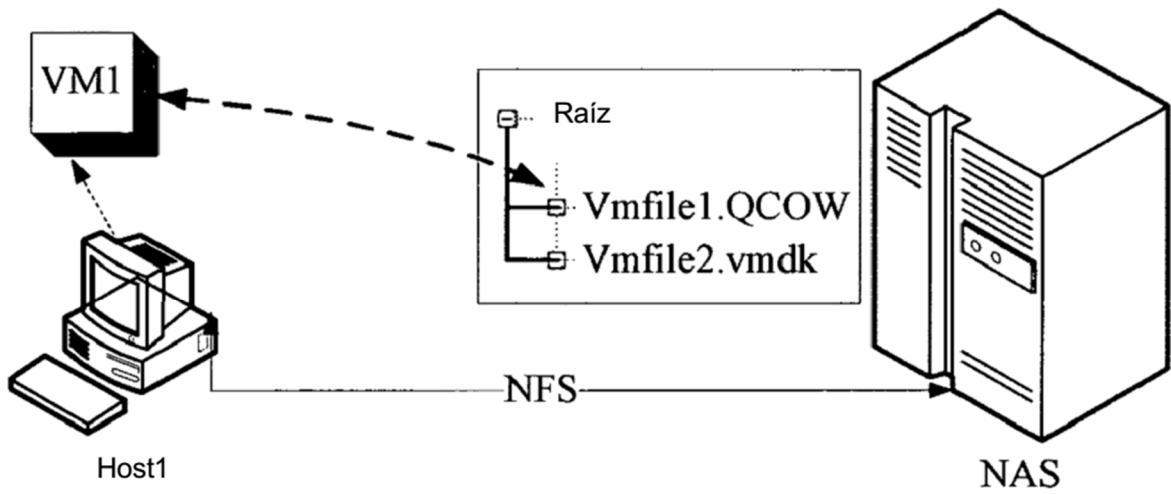 VM1
Raíz
Vmfile1.QCOW
Vmfile2.vmdk
NFS
Host1
NAS